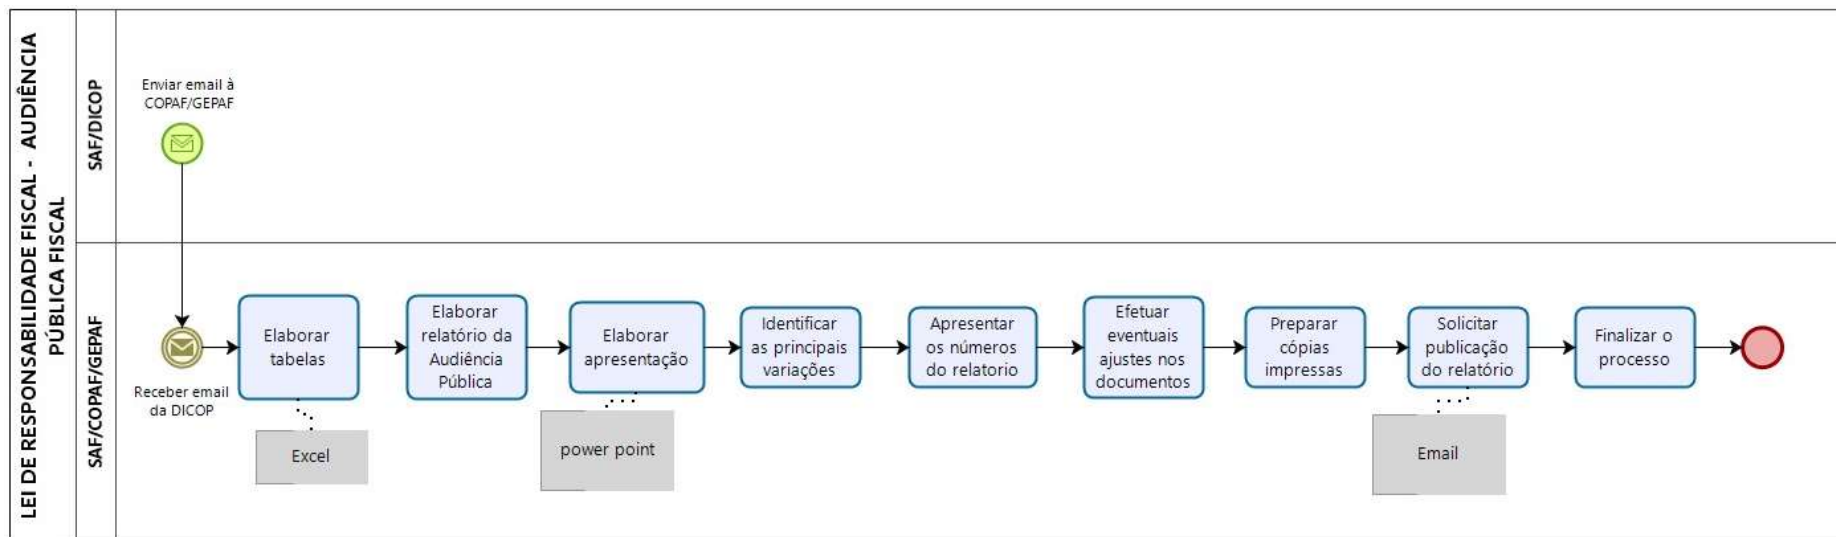 LEI DE RESPONSABILIDADE FISCAL - AUDIÊNCIA
PÚBLICA FISCAL
SAF/DICOP
Enviar email à
COPAF/GEPAF
SAF/COPAF/GEPAF
Receber email
da DICOP
Elaborar
tabelas
Excel
Elaborar
relatório da
Audiência
Pública
Elaborar
apresentação
power point
Identificar
as principais
variações
Apresentar
os números
do relatorio
Efetuar
eventuais
ajustes nos
documentos
Preparar
cópias
impressas
Solicitar
publicação
do relatório
Email
Finalizar o
processo